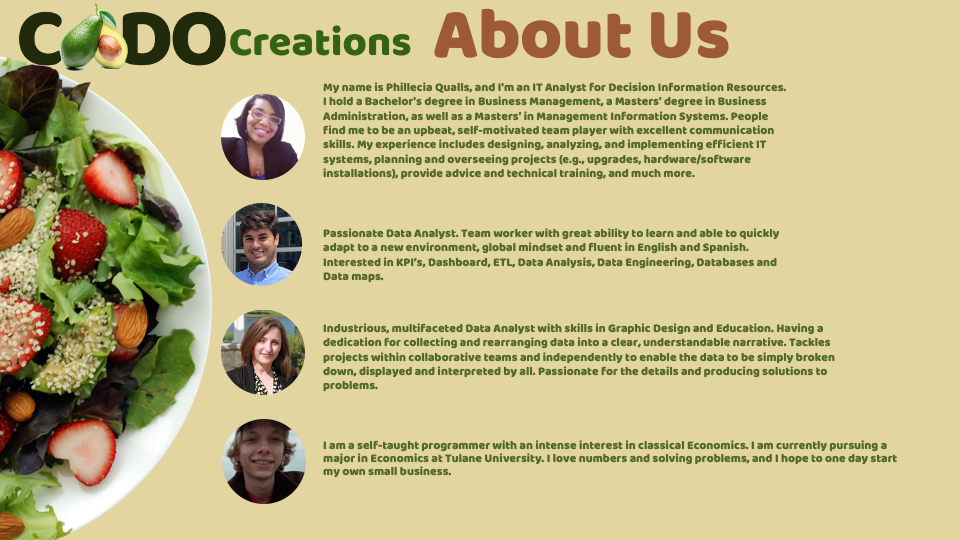 CADO Creations About Us
My name is Phillecia Qualls, and I'm an IT Analyst for Decision Information Resources.
I hold a Bachelor's degree in Business Management, a Masters' degree in Business
Administration, as well as a Masters' in Management Information Systems. People
find me to be an upbeat, self-motivated team player with excellent communication
skills. My experience includes designing, analyzing, and implementing efficient IT
systems, planning and overseeing projects (e.g., upgrades, hardware/software
installations), provide advice and technical training, and much more.
Passionate Data Analyst. Team worker with great ability to learn and able to quickly
adapt to a new environment, global mindset and fluent in English and Spanish.
Interested in KPI's, Dashboard, ETL, Data Analysis, Data Engineering, Databases and
Data maps.
Industrious, multifaceted Data Analyst with skills in Graphic Design and Education. Having a
dedication for collecting and rearranging data into a clear, understandable narrative. Tackles
projects within collaborative teams and independently to enable the data to be simply broken
down, displayed and interpreted by all. Passionate for the details and producing solutions to
problems.
I am a self-taught programmer with an intense interest in classical Economics. I am currently pursuing a
major in Economics at Tulane University. I love numbers and solving problems, and I hope to one day start
my own small business.